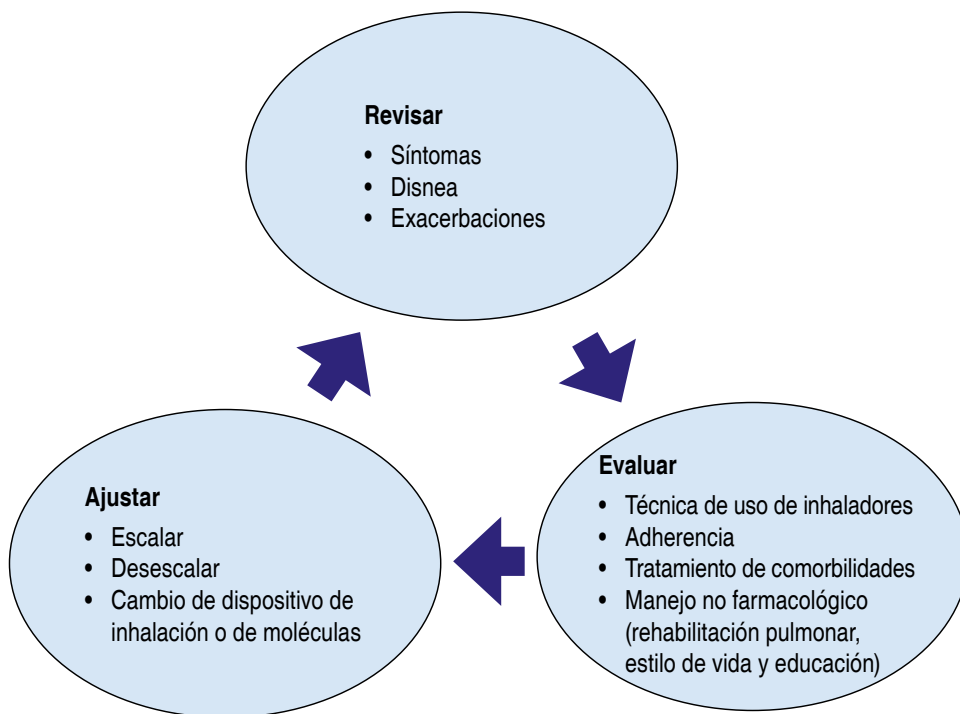 Revisar
• Síntomas
• Disnea
• Exacerbaciones
Evaluar
• Técnica de uso de inhaladores
• Adherencia
• Tratamiento de comorbilidades
• Manejo no farmacológico
(rehabilitación pulmonar,
estilo de vida y educación)
Ajustar
• Escalar
• Desescalar
• Cambio de dispositivo de
inhalación o de moléculas